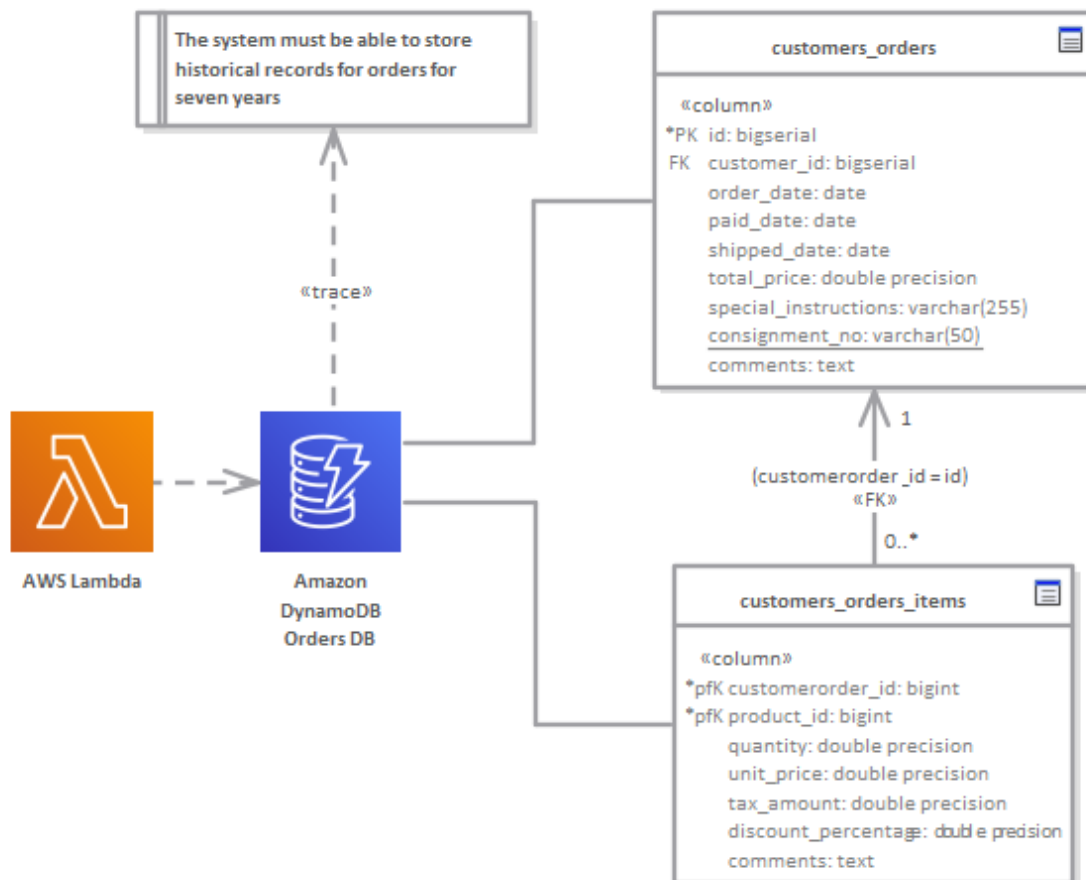 The system must be able to store
historical records for orders for
seven years
«trace»
AWS Lambda
Amazon
DynamoDB
Orders DB
customers_orders
«column»
*PK id: bigserial
FK customer_id: bigserial
order_date: date
paid_date: date
shipped_date: date
total_price: double precision
special_instructions: varchar(255)
consignment_no: varchar(50)
comments: text
1
(customerorder_id = id)
«FK»
0..*
customers_orders_items
«column»
*pfK customerorder_id: bigint
*pfK product_id: bigint
quantity: double precision
unit_price: double precision
tax_amount: double precision
discount_percentage: double precision
comments: text